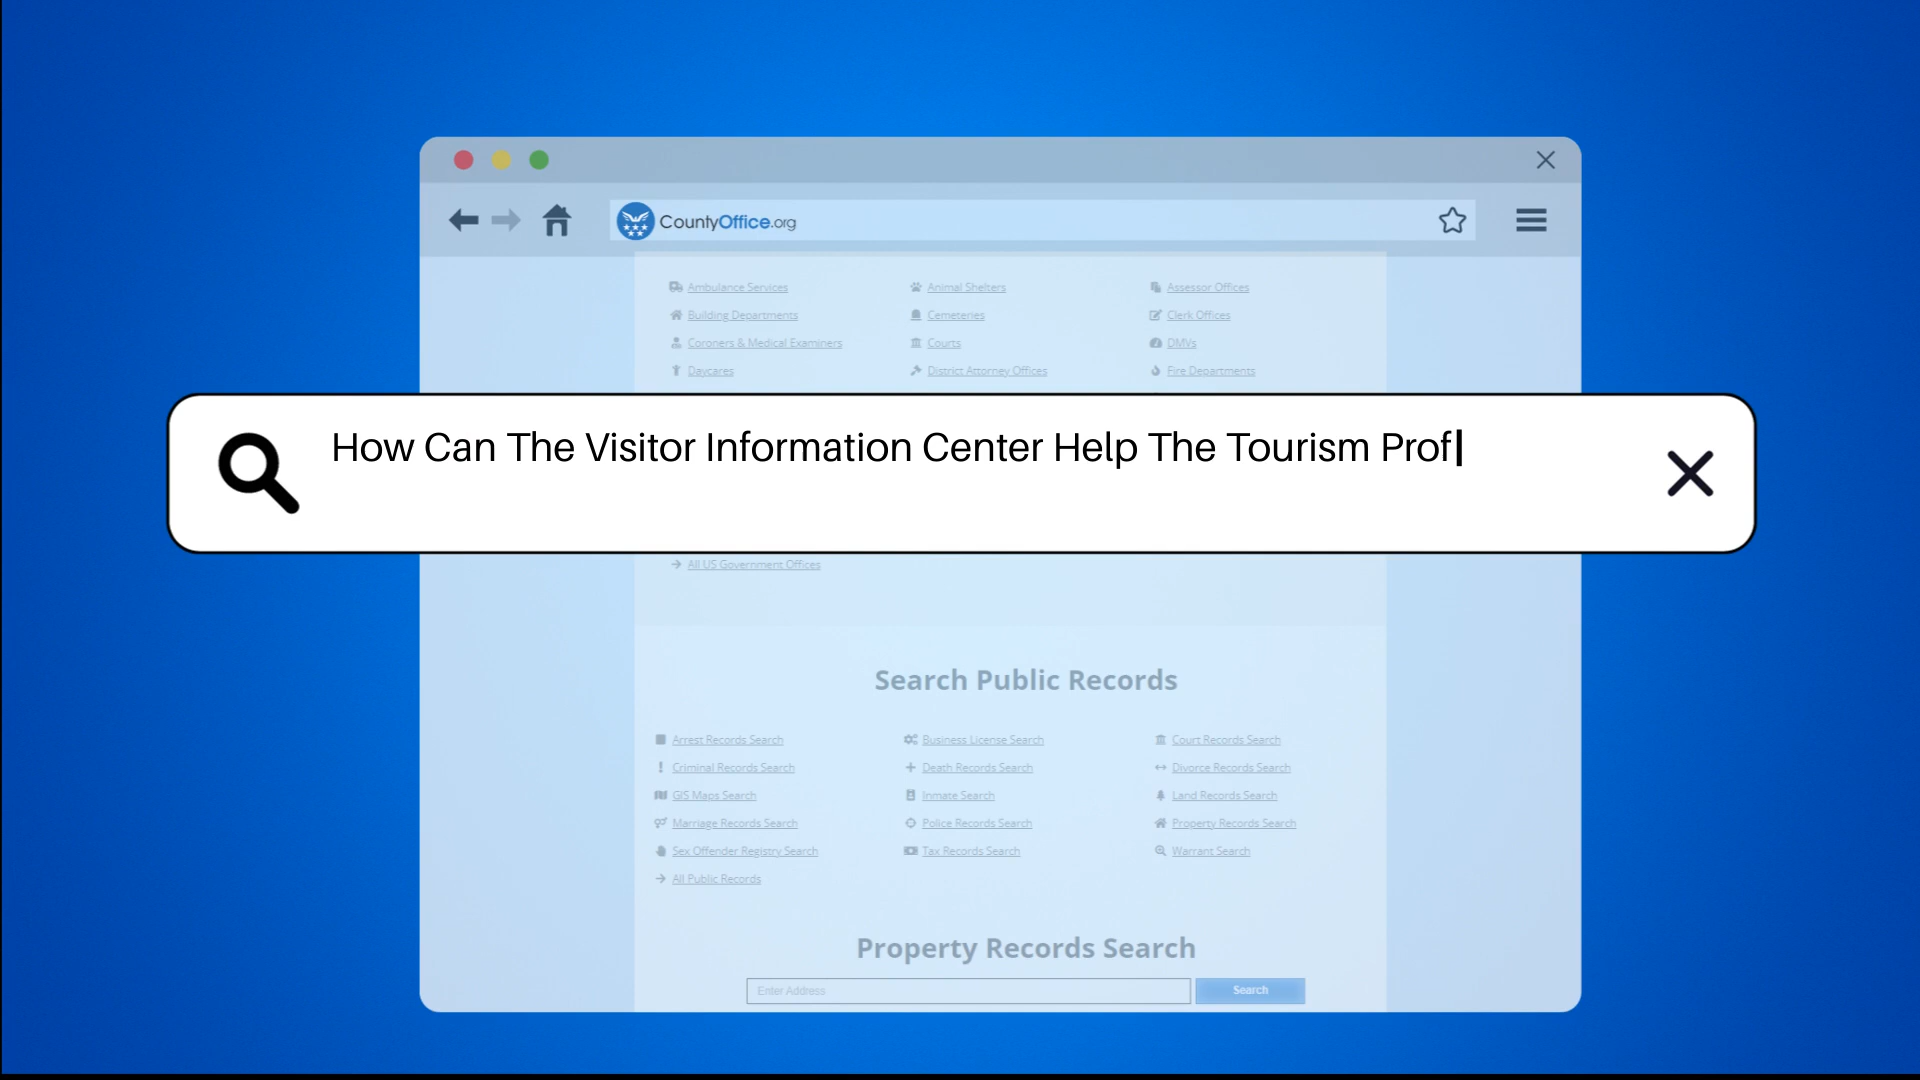 CountyOffice.org
Ambulance Services Animal Shelters Assessor Offices
Building Departments Cemeteries Clerk Offices
Coroners & Medical Examiners Courts DMVs
Daycares District Attorney Offices Fire Departments
How Can The Visitor Information Center Help The Tourism Prof
All US Government Offices
Search Public Records
Arrest Records Search Business License Search Court Records Search
Criminal Records Search Death Records Search Divorce Records Search
GIS Maps Search Inmate Search Land Records Search
Marriage Records Search Police Records Search Property Records Search
Sex Offender Registry Search Tax Records Search Warrant Search
All Public Records
Property Records Search
Enter Address Search